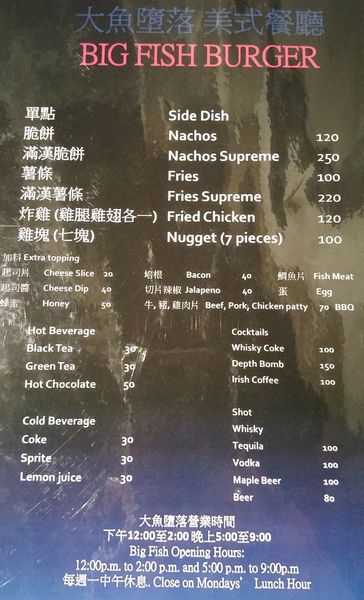 大魚墮落 美式餐廳
BIG FISH BURGER
單點 Side Dish
脆餅 Nachos 120
滿漢脆餅 Nachos Supreme 250
薯條 Fries 100
滿漢薯條 Fries Supreme 220
炸雞 (雞腿雞翅各一) Fried Chicken 120
雞塊 (七塊) Nugget (7 pieces) 100
加料 Extra topping
起司片 Cheese Slice 20 培根 Bacon 40 鯛魚片 Fish Meat
起司醬 Cheese Dip 40 切片辣椒 Jalapeno 40 蛋 Egg
蜂蜜 Honey 50 牛, 豬, 雞肉片 Beef, Pork, Chicken patty 70 BBQ
Hot Beverage
Black Tea 30
Green Tea 30
Hot Chocolate 50
Cocktails
Whisky Coke 100
Depth Bomb 150
Irish Coffee 100
Cold Beverage
Coke 30
Sprite 30
Lemon juice 30
Shot
Whisky
Tequila 100
Vodka 100
Maple Beer 100
Beer 80
大魚墮落營業時間
下午12:00至2:00 晚上5:00至9:00
Big Fish Opening Hours:
12:00p.m. to 2:00 p.m. and 5:00 p.m. to 9:00p.m
每週一中午休息.. Close on Mondays' Lunch Hour